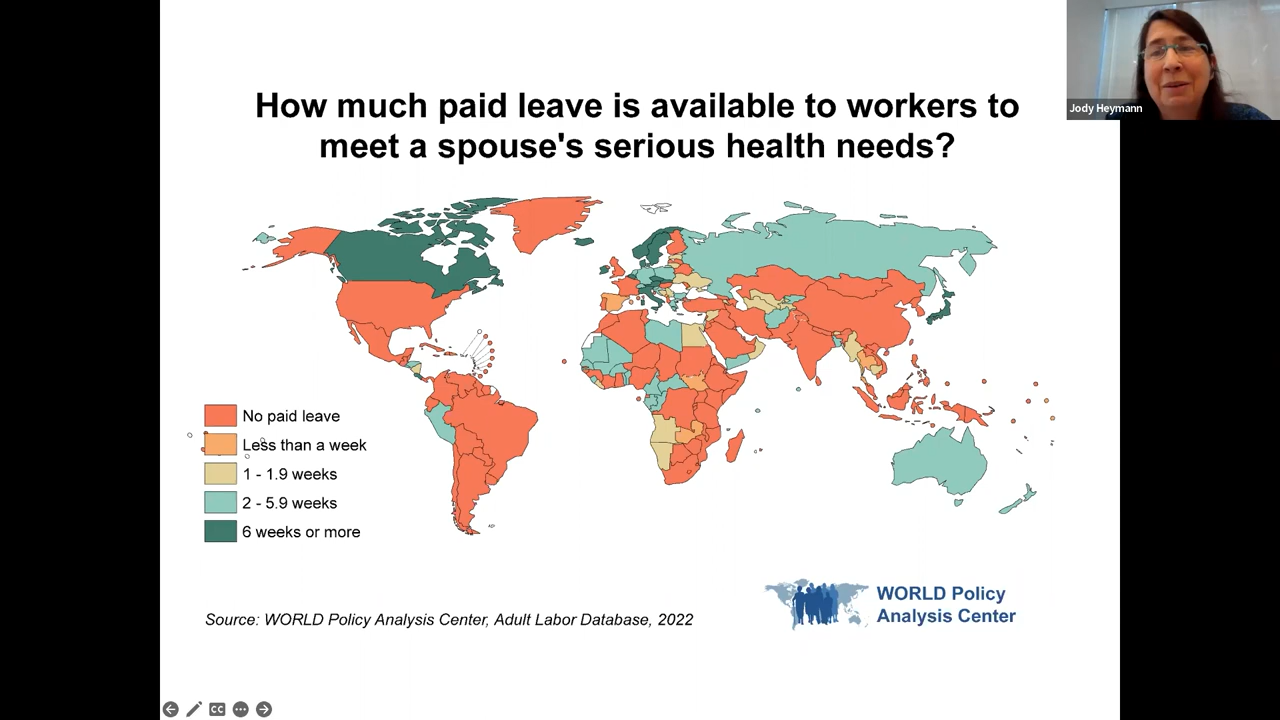 How much paid leave is available to workers to
meet a spouse's serious health needs?
Jody Heymann
No paid leave
Less than a week
1 - 1.9 weeks
2 - 5.9 weeks
6 weeks or more
Source: WORLD Policy Analysis Center, Adult Labor Database, 2022
WORLD Policy
Analysis Center
CC